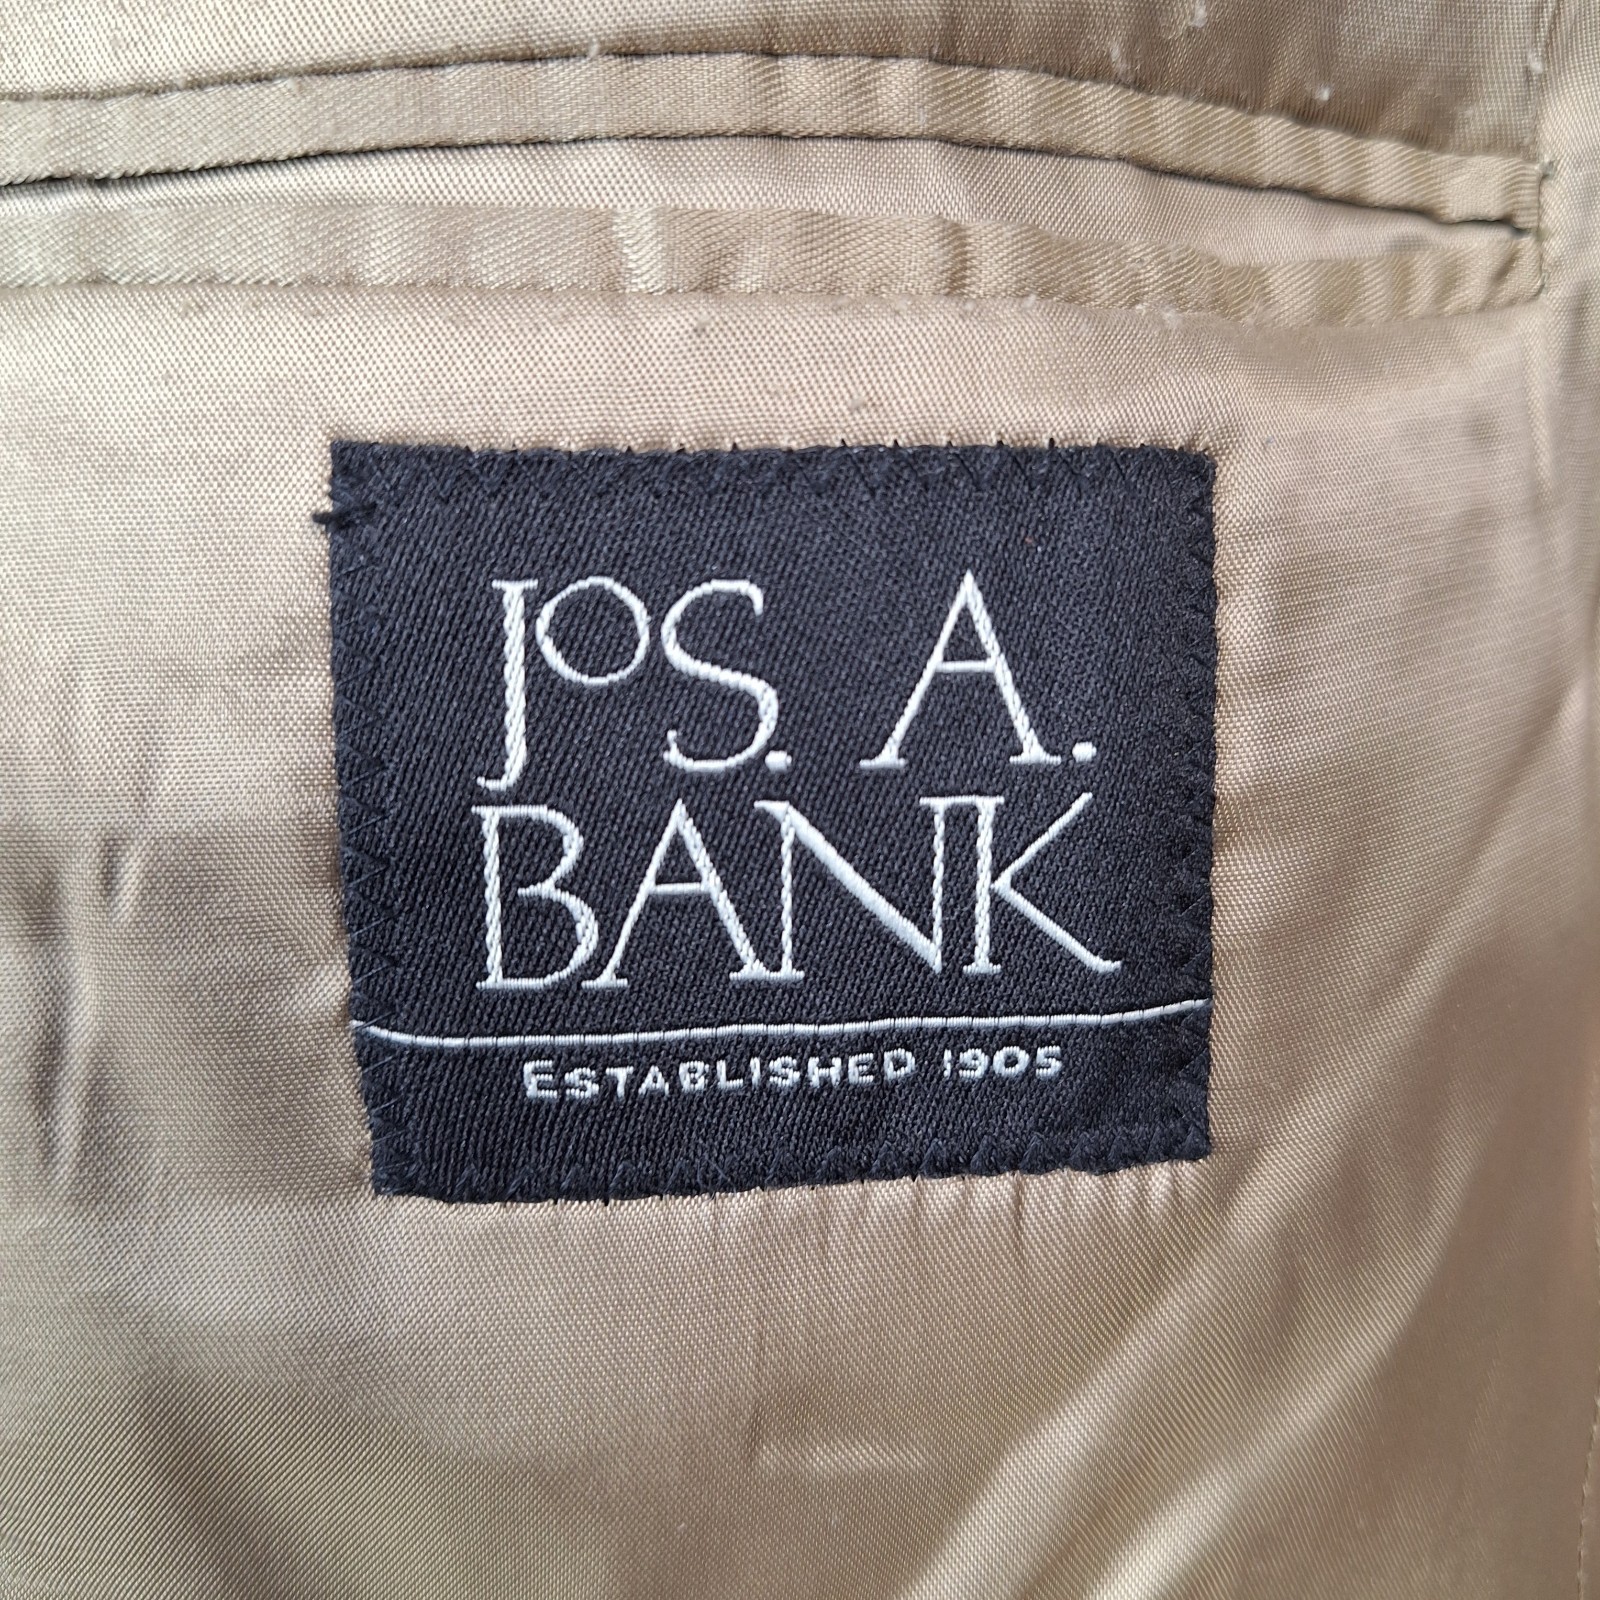 JoS. A.
BANK
ESTABLISHED 1905